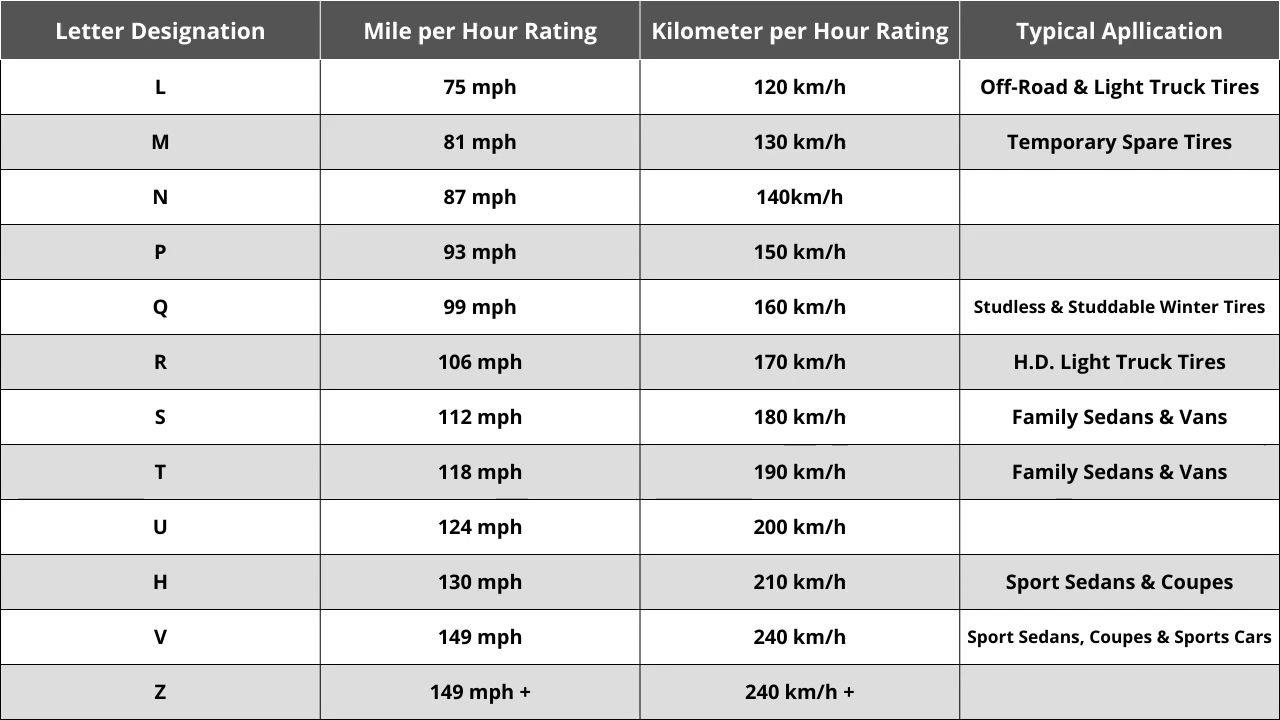 Letter Designation Mile per Hour Rating Kilometer per Hour Rating Typical Apllication
L 75 mph 120 km/h Off-Road & Light Truck Tires
M 81 mph 130 km/h Temporary Spare Tires
N 87 mph 140km/h
P 93 mph 150 km/h
Q 99 mph 160 km/h Studless & Studdable Winter Tires
R 106 mph 170 km/h H.D. Light Truck Tires
S 112 mph 180 km/h Family Sedans & Vans
T 118 mph 190 km/h Family Sedans & Vans
U 124 mph 200 km/h
H 130 mph 210 km/h Sport Sedans & Coupes
V 149 mph 240 km/h Sport Sedans, Coupes & Sports Cars
Z 149 mph + 240 km/h +